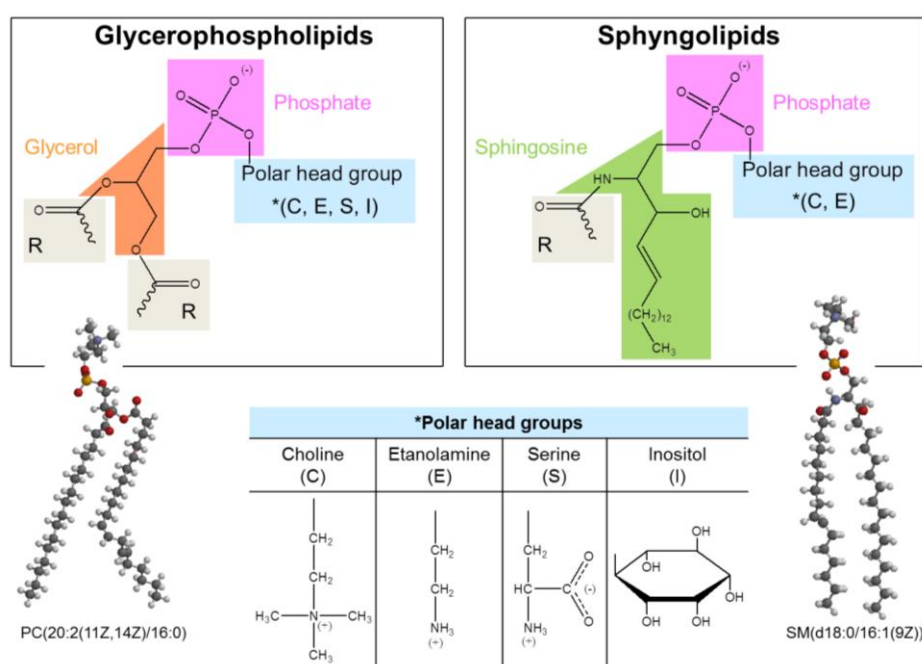 Glycerophospholipids
O
(-)
O
P
O
O
Phosphate
Glycerol
Polar head group
*(C, E, S, I)
O
O
R
O
O
R
Sphyngolipids
O
(-)
O
P
O
O
Phosphate
Sphingosine
Polar head group
*(C, E)
HN
O
OH
R
(CH2)12
CH3
*Polar head groups
Choline
(C)
Etanolamine
(E)
Serine
(S)
Inositol
(I)
CH2
CH2
H3C
N
(+)
CH3
CH3
CH2
CH2
NH3
(+)
CH2
H
C
O
O
(-)
NH3
(+)
OH
OH
OH
OH
OH
PC(20:2(11Z,14Z)/16:0)
SM(d18:0/16:1(9Z))